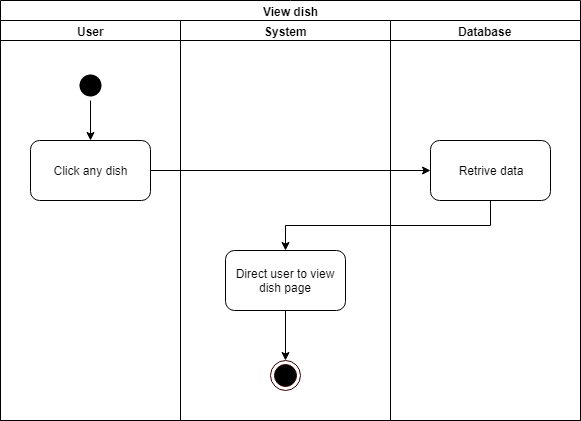 View dish
User
System
Database
Click any dish
Retrive data
Direct user to view
dish page